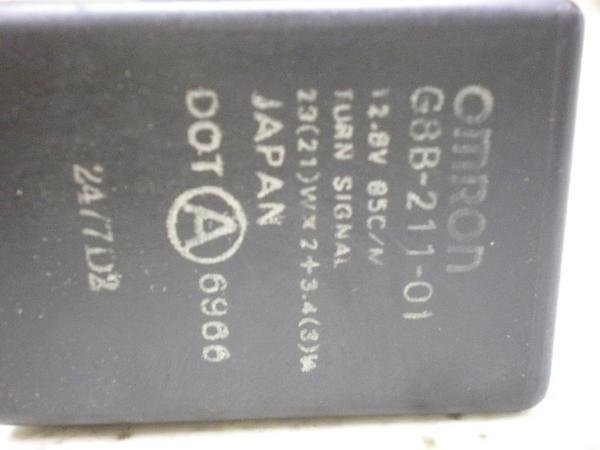 OMRON
G8B-211-01
12.8V 85C/M
TURN SIGNAL
23(21)W×2+3.4(3)W
JAPAN
DOT A 6966
24/7D2